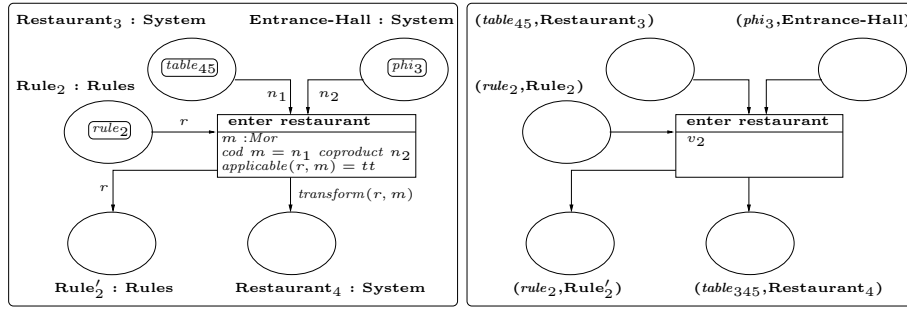 Restaurant₃ : System
Entrance-Hall : System
table₄₅
phi₃
Rule₂ : Rules
n₁
n₂
rule₂
r
enter restaurant
m :Mor
cod m = n₁ coproduct n₂
applicable(r, m) = tt
r
transform(r, m)
Rule′₂ : Rules
Restaurant₄ : System
(table₄₅,Restaurant₃)
(phi₃,Entrance-Hall)
(rule₂,Rule₂)
enter restaurant
v₂
(rule₂,Rule′₂)
(table₃₄₅,Restaurant₄)